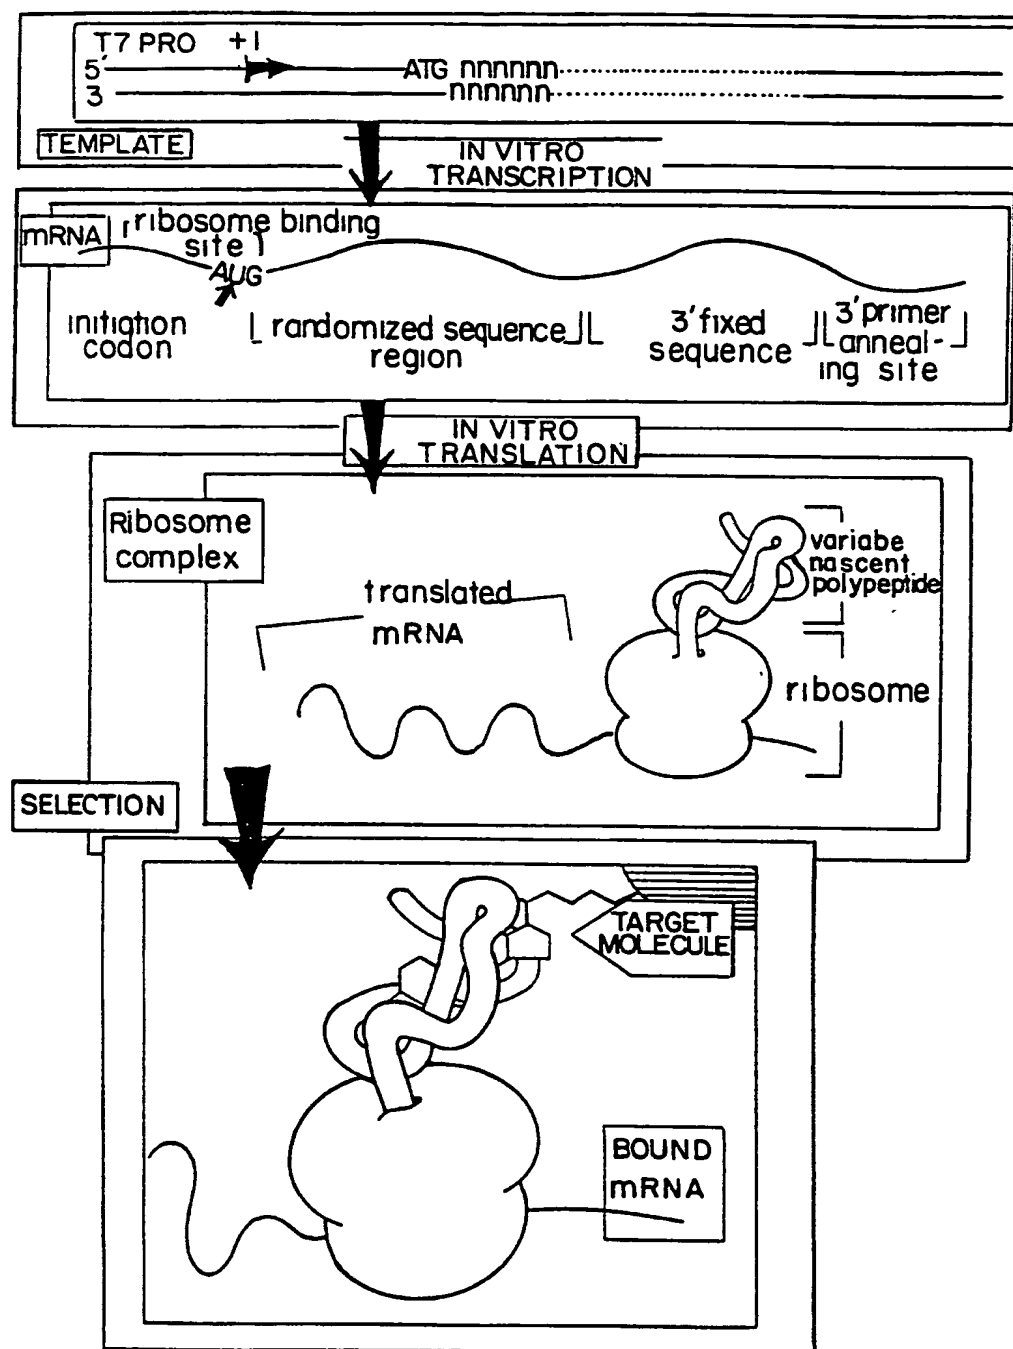 T7 PRO +1
5' ATG nnnnnn
3 nnnnnn
TEMPLATE
IN VITRO
TRANSCRIPTION
mRNA
ribosome binding
site
AUG
initiation
codon
randomized sequence
region
3' fixed
sequence
3' primer
anneal-
ing site
IN VITRO
TRANSLATION
Ribosome
complex
translated
mRNA
variabe
nascent
polypeptide
ribosome
SELECTION
TARGET
MOLECULE
BOUND
mRNA